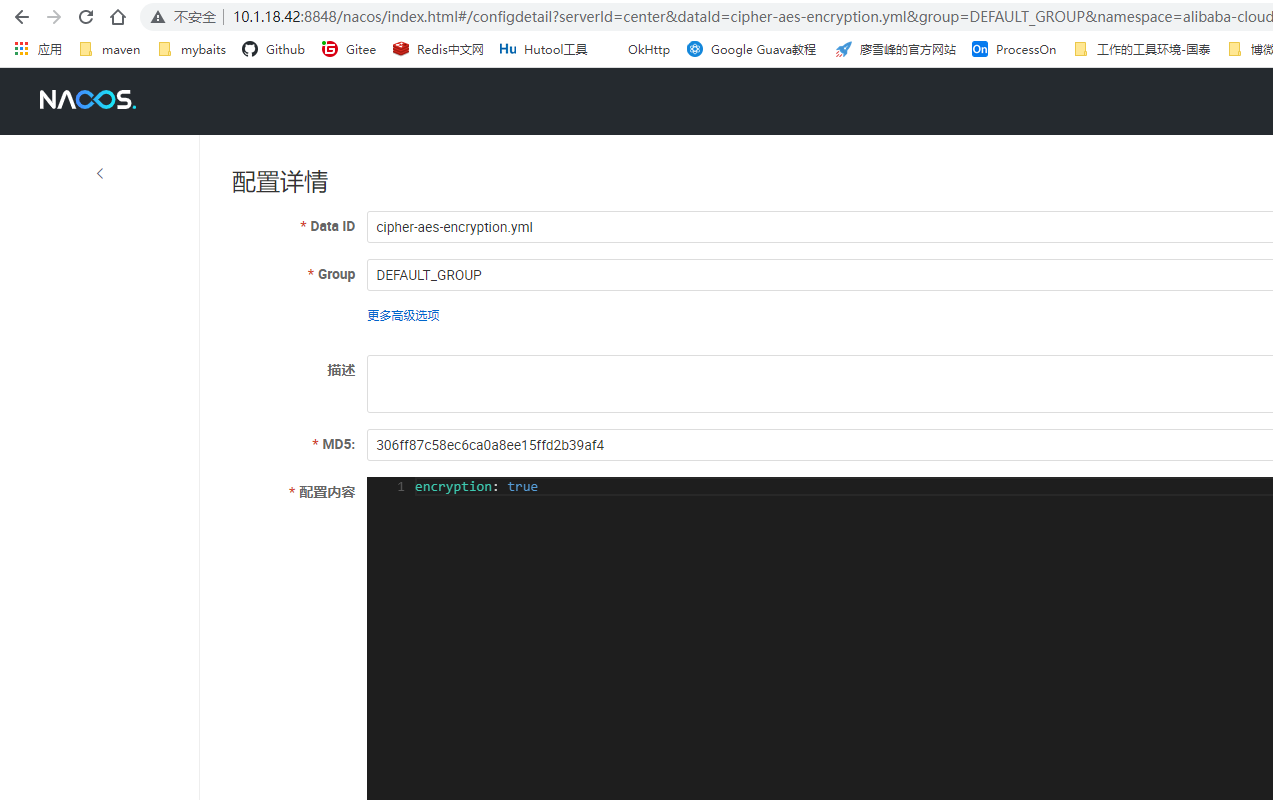 不安全 10.1.18.42:8848/nacos/index.html#/configdetail?serverId=center&dataId=cipher-aes-encryption.yml&group=DEFAULT_GROUP&namespace=alibaba-cloud
应用 maven mybaits Github Gitee Redis中文网 Hu Hutool工具 OkHttp Google Guava教程 廖雪峰的官方网站 On ProcessOn 工作的工具环境-国泰 博微
NACOS.
配置详情
* Data ID cipher-aes-encryption.yml
* Group DEFAULT_GROUP
更多高级选项
描述
* MD5: 306ff87c58ec6ca0a8ee15ffd2b39af4
* 配置内容 1 encryption: true